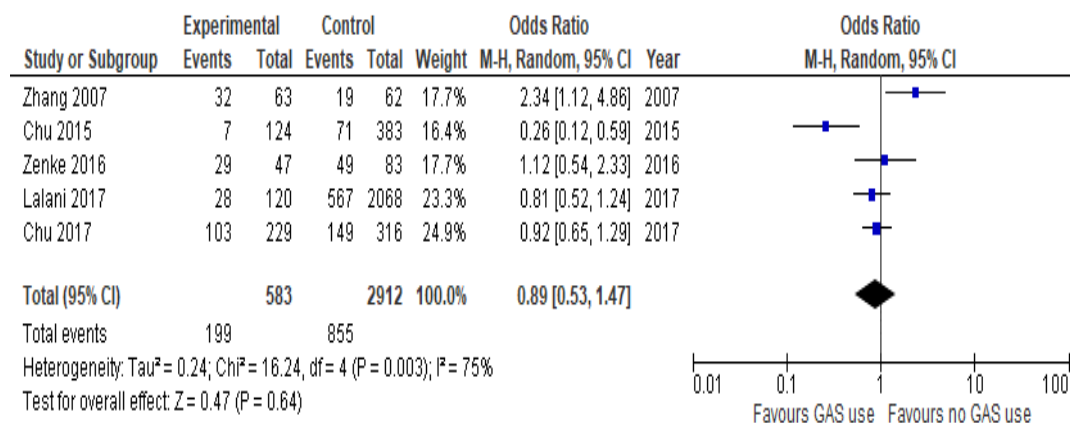 Experimental Control Odds Ratio Odds Ratio
Study or Subgroup Events Total Events Total Weight M-H, Random, 95% CI Year M-H, Random, 95% CI
Zhang 2007 32 63 19 62 17.7% 2.34 [1.12, 4.86] 2007
Chu 2015 7 124 71 383 16.4% 0.26 [0.12, 0.59] 2015
Zenke 2016 29 47 49 83 17.7% 1.12 [0.54, 2.33] 2016
Lalani 2017 28 120 567 2068 23.3% 0.81 [0.52, 1.24] 2017
Chu 2017 103 229 149 316 24.9% 0.92 [0.65, 1.29] 2017
Total (95% CI) 583 2912 100.0% 0.89 [0.53, 1.47]
Total events 199 855
Heterogeneity: Tau² = 0.24; Chi² = 16.24, df = 4 (P = 0.003); I² = 75%
Test for overall effect: Z = 0.47 (P = 0.64)
0.01 0.1 1 10 100
Favours GAS use Favours no GAS use